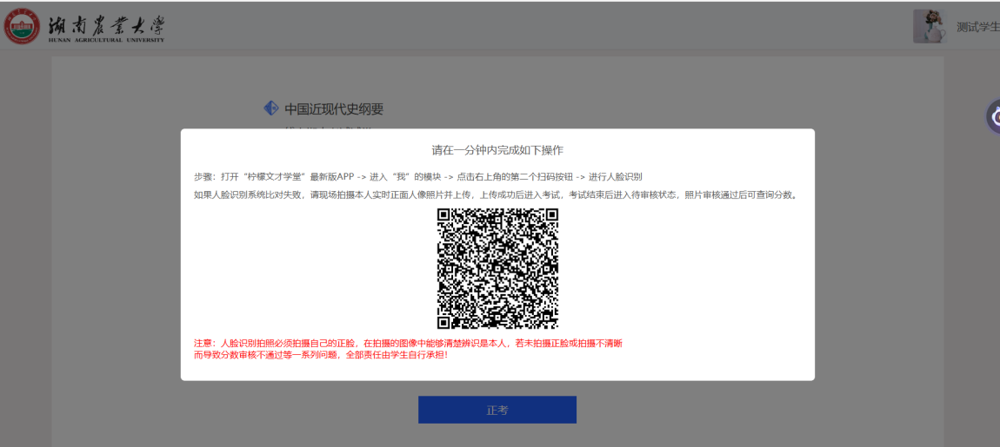 湖南农业大学
HUNAN AGRICULTURAL UNIVERSITY
测试学生
中国近现代史纲要
请在一分钟内完成如下操作
步骤：打开“柠檬文才学堂”最新版APP -> 进入“我”的模块 -> 点击右上角的第二个扫码按钮 -> 进行人脸识别
如果人脸识别系统比对失败，请现场拍摄本人实时正面人像照片并上传，上传成功后进入考试，考试结束后进入待审核状态，照片审核通过后可查询分数。
注意：人脸识别拍照必须拍摄自己的正脸，在拍摄的图像中能够清楚辨识是本人，若未拍摄正脸或拍摄不清晰
而导致分数审核不通过等一系列问题，全部责任由学生自行承担！
正考